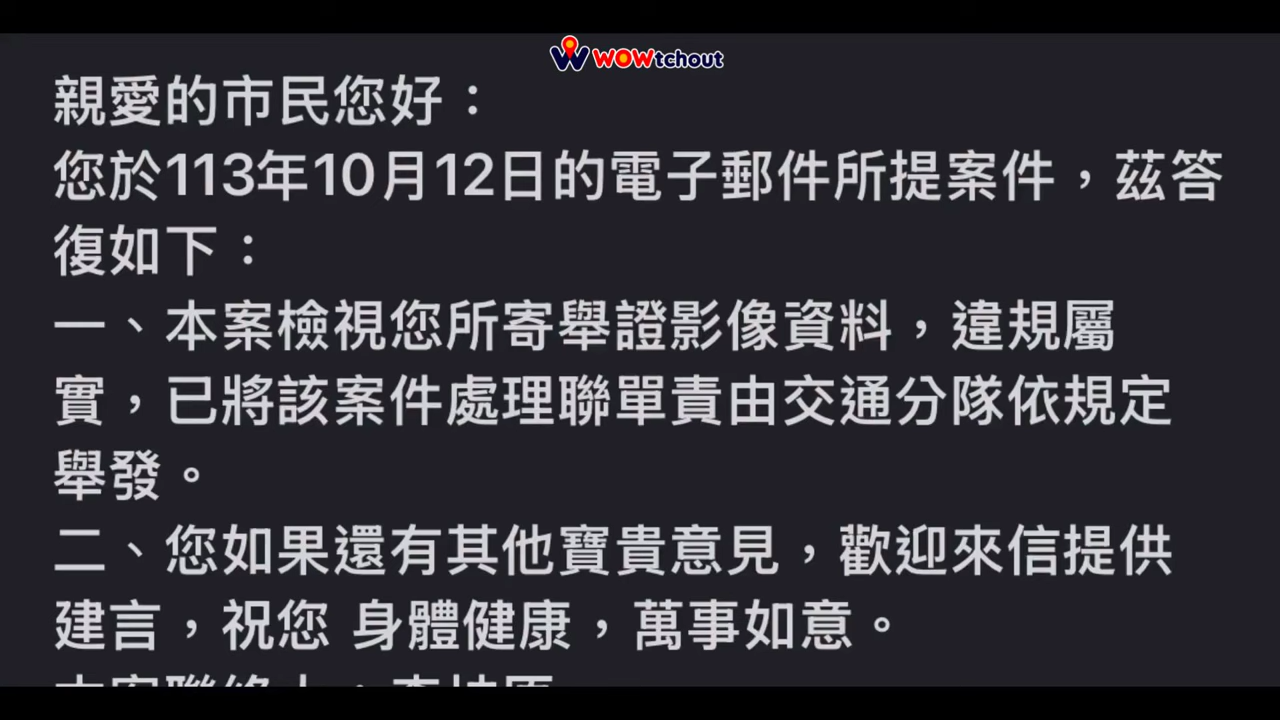 WOWtchout
親愛的市民您好：
您於113年10月12日的電子郵件所提案件，茲答
復如下：
一、本案檢視您所寄舉證影像資料，違規屬
實，已將該案件處理聯單責由交通分隊依規定
舉發。
二、您如果還有其他寶貴意見，歡迎來信提供
建言，祝您 身體健康，萬事如意。